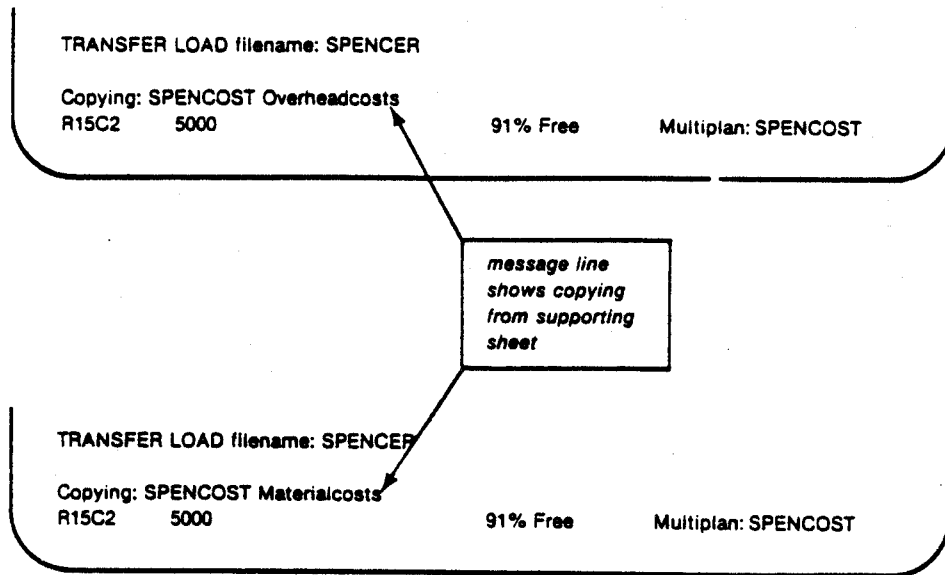 TRANSFER LOAD filename: SPENCER
Copying: SPENCOST Overheadcosts
R15C2 5000 91% Free Multiplan: SPENCOST
message line
shows copying
from supporting
sheet
TRANSFER LOAD filename: SPENCER
Copying: SPENCOST Materialcosts
R15C2 5000 91% Free Multiplan: SPENCOST